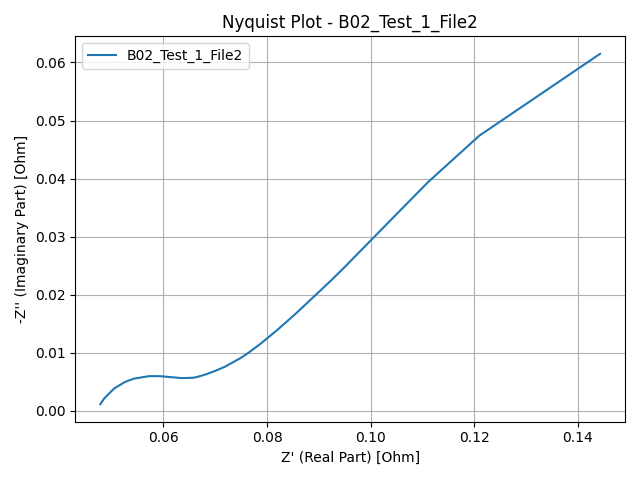 Nyquist Plot - B02_Test_1_File2
B02_Test_1_File2
0.06
0.05
0.04
0.03
0.02
0.01
0.00
-Z'' (Imaginary Part) [Ohm]
0.06 0.08 0.10 0.12 0.14
Z' (Real Part) [Ohm]